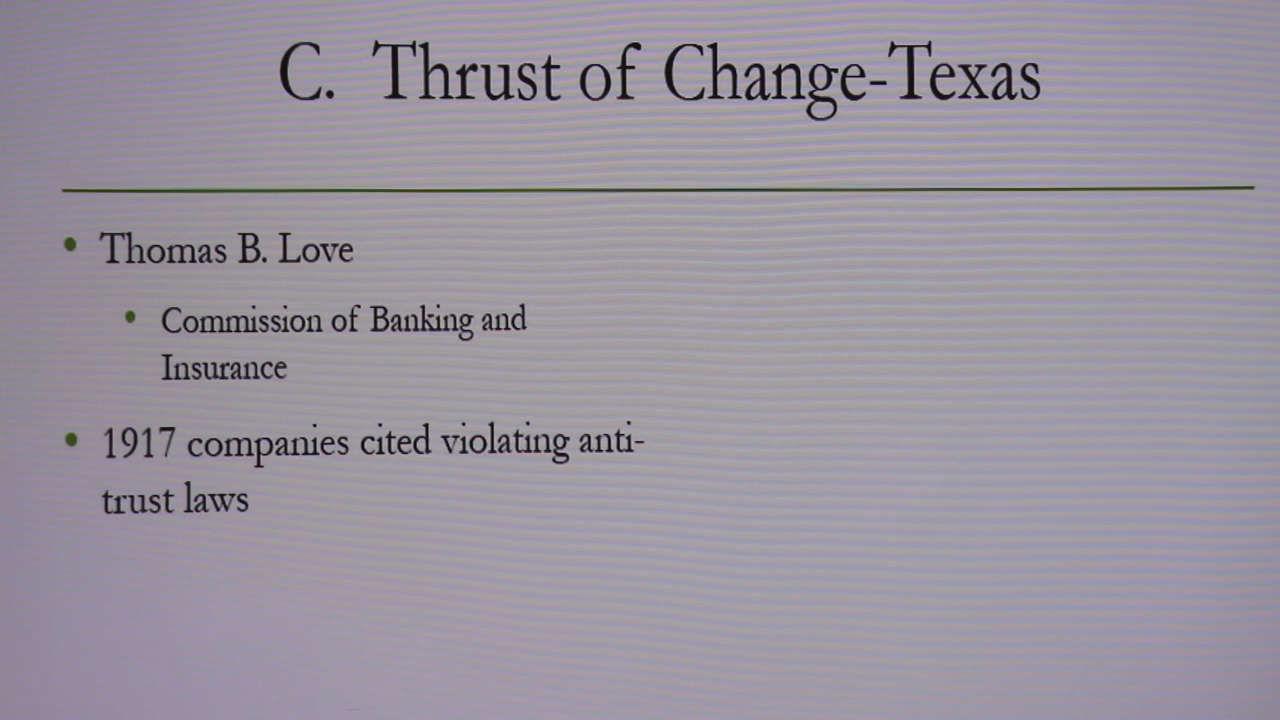 C. Thrust of Change-Texas
• Thomas B. Love
• Commission of Banking and
Insurance
• 1917 companies cited violating anti-
trust laws